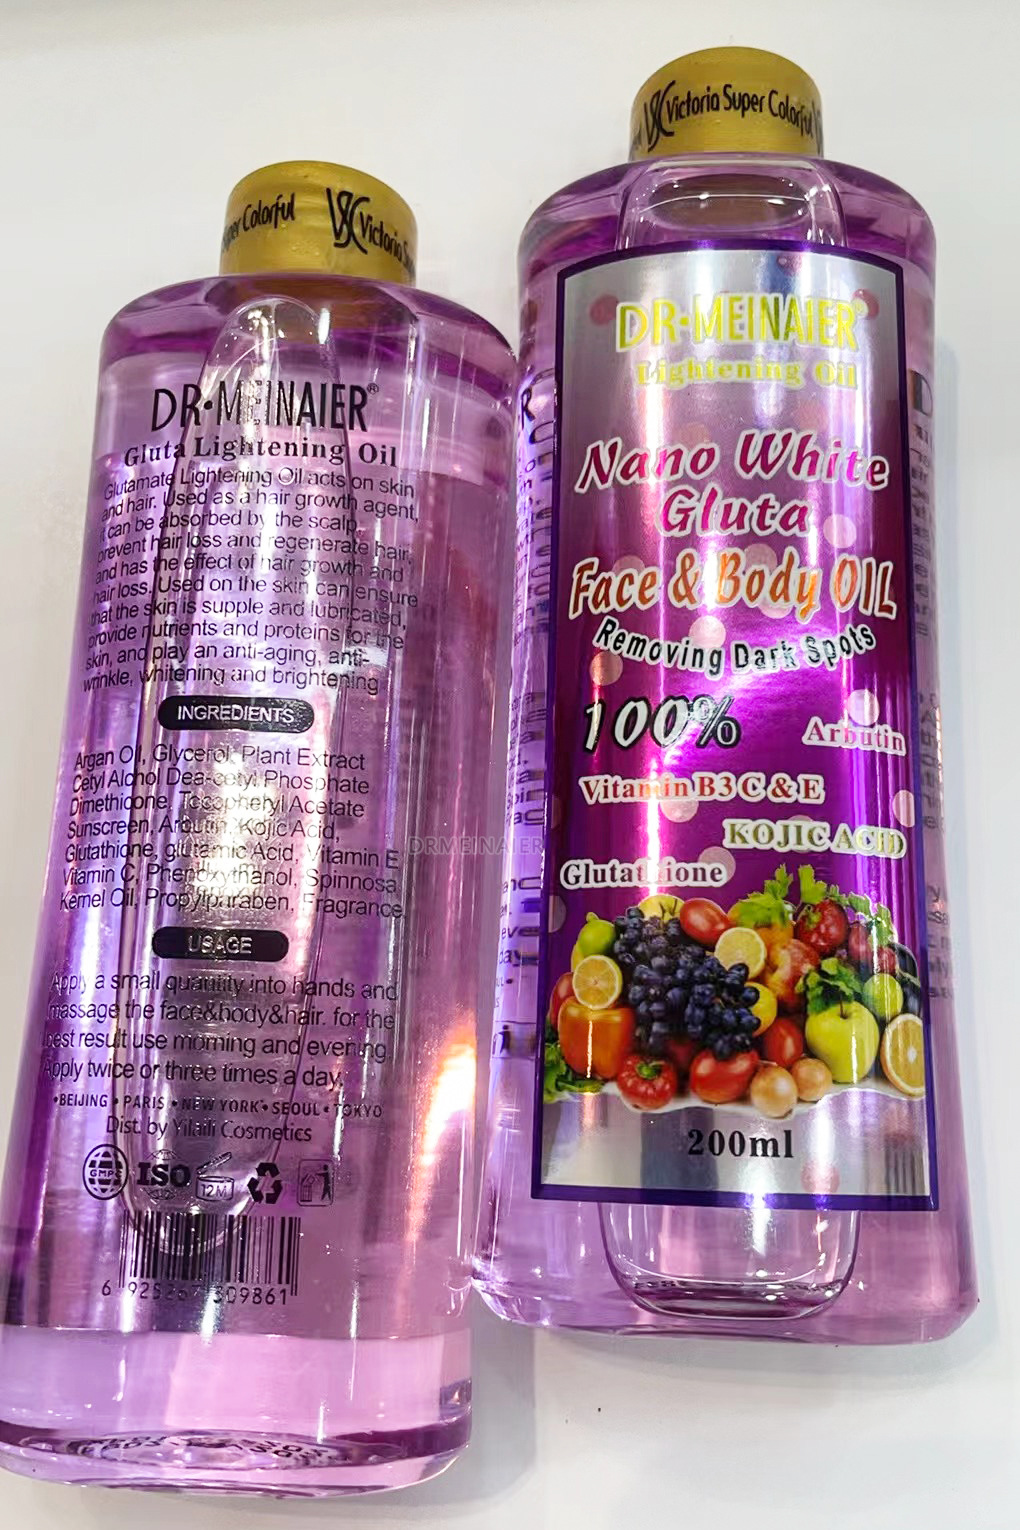 Super Colorful VSC Victoria
DR·MEINAIER®
Gluta Lightening Oil
Glutamate Lightening Oil acts on skin
and hair. Used as a hair growth agent,
it can be absorbed by the scalp,
prevent hair loss and regenerate hair,
and has the effect of hair growth and
hair loss. Used on the skin can ensure
that the skin is supple and lubricated,
provide nutrients and proteins for the
skin, and play an anti-aging, anti-
wrinkle, whitening and brightening
INGREDIENTS
Argan Oil, Glycerol, Plant Extract
Cetyl Alchol Dea-cetyl Phosphate
Dimethicone, Tocophelyl Acetate
Sunscreen, Arbutin, Kojic Acid,
Glutathione, glutamic Acid, Vitamin E
Vitamin C, Phenoxythanol, Spinnosa
Kernel Oil, Propylparaben, Fragrance
USAGE
Apply a small quantity into hands and
massage the face&body&hair. for the
best result use morning and evening.
Apply twice or three times a day.
•BEIJING • PARIS • NEW YORK • SEOUL • TOKYO
Dist. by Yilaili Cosmetics
GMPC ISO 12M
6 925267 309861
VSC Victoria Super Colorful
DR·MEINAIER®
Lightening Oil
Nano White
Gluta
Face & Body OIL
Removing Dark Spots
100%
Arbutin
Vitamin B3 C & E
KOJIC ACID
Glutathione
200ml
DRMEINAIER